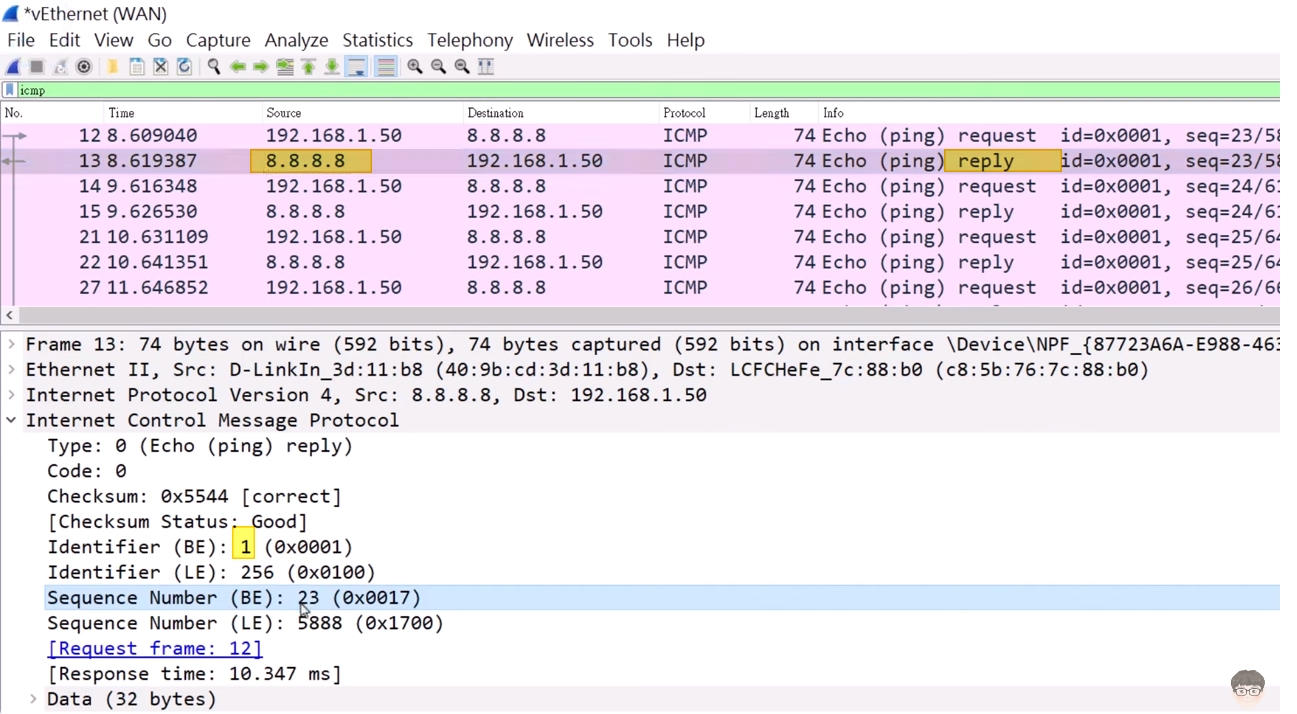 *vEthernet (WAN)
File Edit View Go Capture Analyze Statistics Telephony Wireless Tools Help
icmp
No. Time Source Destination Protocol Length Info
12 8.609040 192.168.1.50 8.8.8.8 ICMP 74 Echo (ping) request id=0x0001, seq=23/58
13 8.619387 8.8.8.8 192.168.1.50 ICMP 74 Echo (ping) reply id=0x0001, seq=23/58
14 9.616348 192.168.1.50 8.8.8.8 ICMP 74 Echo (ping) request id=0x0001, seq=24/61
15 9.626530 8.8.8.8 192.168.1.50 ICMP 74 Echo (ping) reply id=0x0001, seq=24/61
21 10.631109 192.168.1.50 8.8.8.8 ICMP 74 Echo (ping) request id=0x0001, seq=25/64
22 10.641351 8.8.8.8 192.168.1.50 ICMP 74 Echo (ping) reply id=0x0001, seq=25/64
27 11.646852 192.168.1.50 8.8.8.8 ICMP 74 Echo (ping) request id=0x0001, seq=26/66
Frame 13: 74 bytes on wire (592 bits), 74 bytes captured (592 bits) on interface \Device\NPF_{87723A6A-E988-463
Ethernet II, Src: D-LinkIn_3d:11:b8 (40:9b:cd:3d:11:b8), Dst: LCFCHeFe_7c:88:b0 (c8:5b:76:7c:88:b0)
Internet Protocol Version 4, Src: 8.8.8.8, Dst: 192.168.1.50
Internet Control Message Protocol
Type: 0 (Echo (ping) reply)
Code: 0
Checksum: 0x5544 [correct]
[Checksum Status: Good]
Identifier (BE): 1 (0x0001)
Identifier (LE): 256 (0x0100)
Sequence Number (BE): 23 (0x0017)
Sequence Number (LE): 5888 (0x1700)
[Request frame: 12]
[Response time: 10.347 ms]
Data (32 bytes)